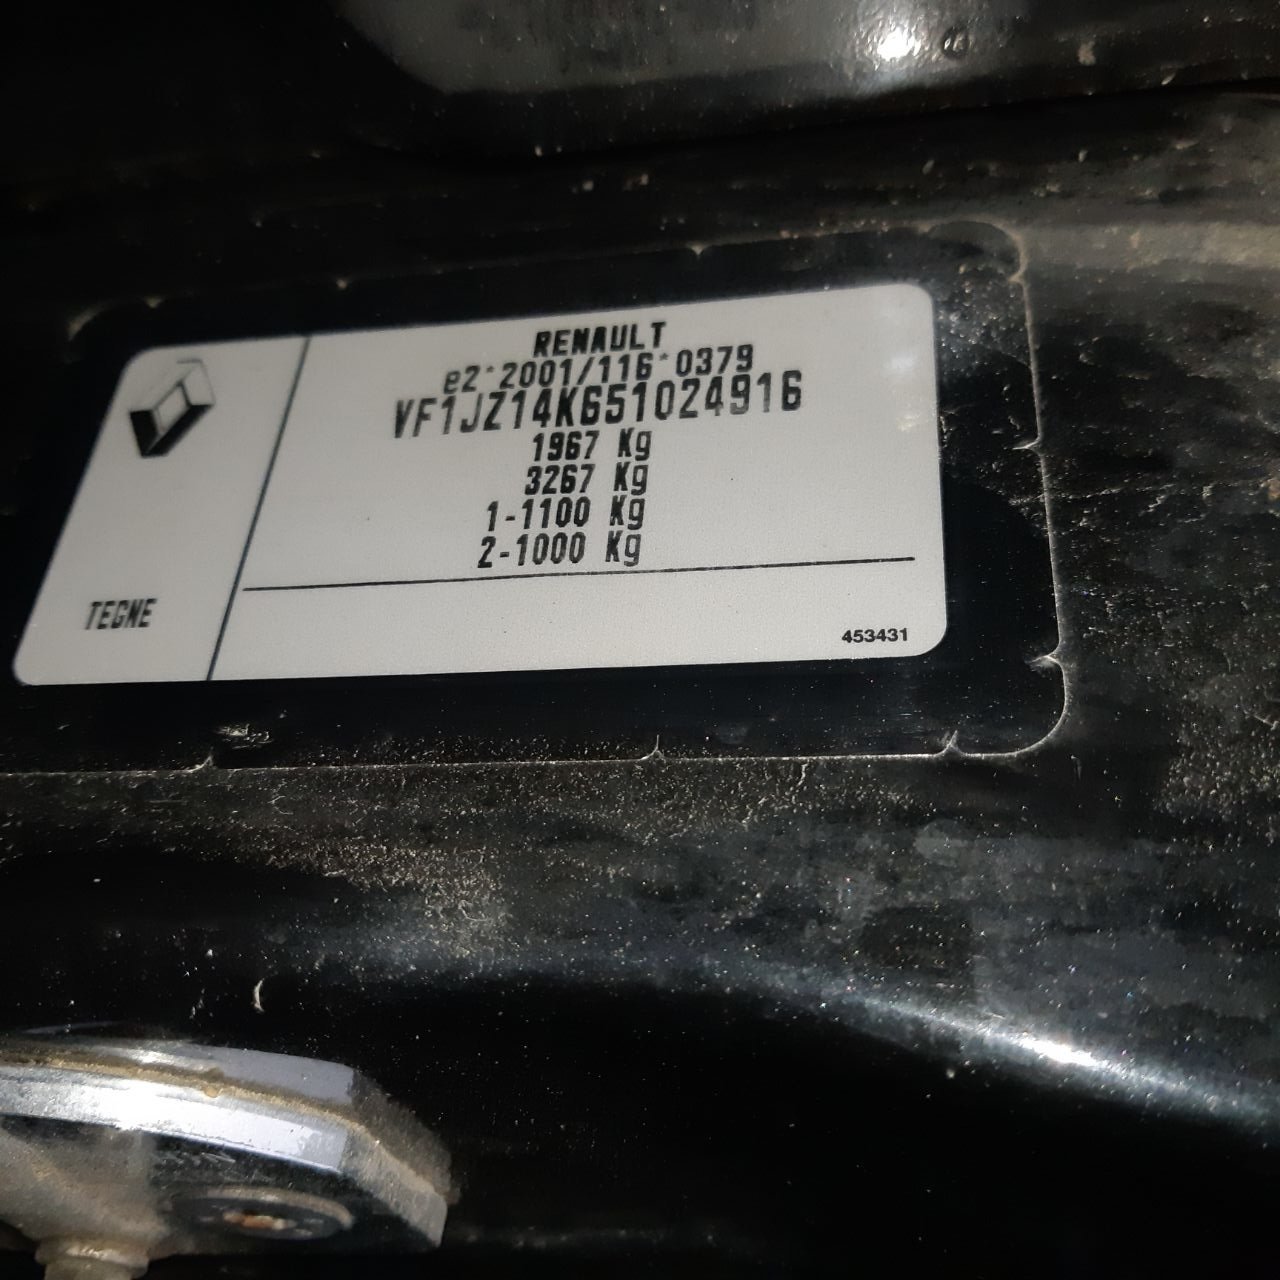 RENAULT
e2*2001/116*0379
VF1JZ14K651024916
1967 Kg
3267 Kg
1-1100 Kg
2-1000 Kg
TEGNE
453431